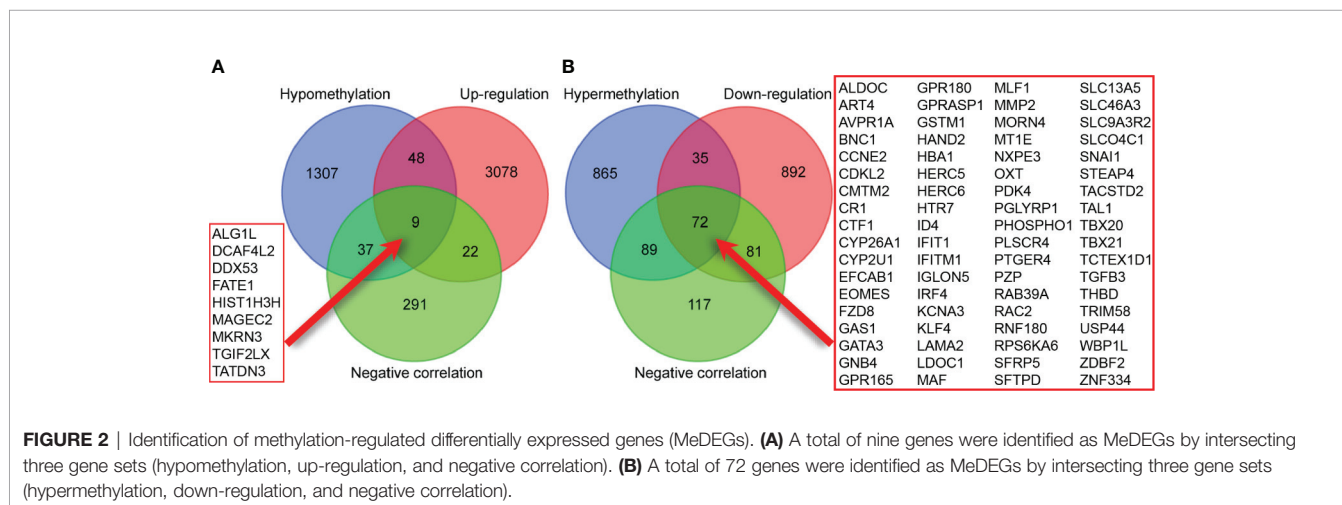 A
B
Hypomethylation
Up-regulation
1307
48
3078
9
37
22
291
Negative correlation
ALG1L
DCAF4L2
DDX53
FATE1
HIST1H3H
MAGEC2
MKRN3
TGIF2LX
TATDN3
Hypermethylation
Down-regulation
865
35
892
72
89
81
117
Negative correlation
ALDOC GPR180 MLF1 SLC13A5
ART4 GPRASP1 MMP2 SLC46A3
AVPR1A GSTM1 MORN4 SLC9A3R2
BNC1 HAND2 MT1E SLCO4C1
CCNE2 HBA1 NXPE3 SNAI1
CDKL2 HERC5 OXT STEAP4
CMTM2 HERC6 PDK4 TACSTD2
CR1 HTR7 PGLYRP1 TAL1
CTF1 ID4 PHOSPHO1 TBX20
CYP26A1 IFIT1 PLSCR4 TBX21
CYP2U1 IFITM1 PTGER4 TCTEX1D1
EFCAB1 IGLON5 PZP TGFB3
EOMES IRF4 RAB39A THBD
FZD8 KCNA3 RAC2 TRIM58
GAS1 KLF4 RNF180 USP44
GATA3 LAMA2 RPS6KA6 WBP1L
GNB4 LDOC1 SFRP5 ZDBF2
GPR165 MAF SFTPD ZNF334
FIGURE 2 | Identification of methylation-regulated differentially expressed genes (MeDEGs). (A) A total of nine genes were identified as MeDEGs by intersecting
three gene sets (hypomethylation, up-regulation, and negative correlation). (B) A total of 72 genes were identified as MeDEGs by intersecting three gene sets
(hypermethylation, down-regulation, and negative correlation).